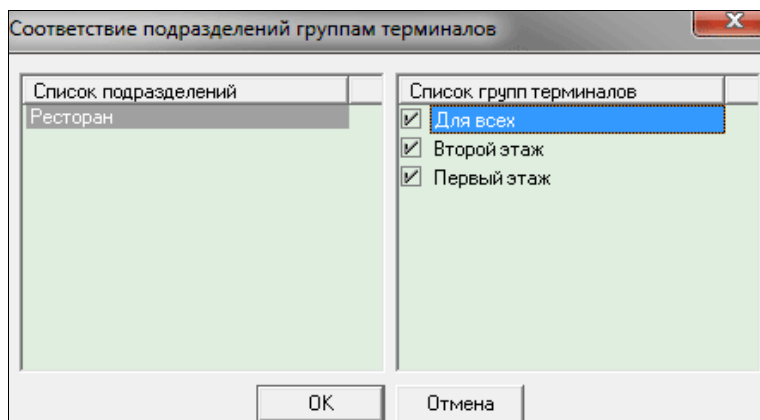 Соответствие подразделений группам терминалов
Список подразделений
Ресторан
Список групп терминалов
Для всех
Второй этаж
Первый этаж
OK
Отмена